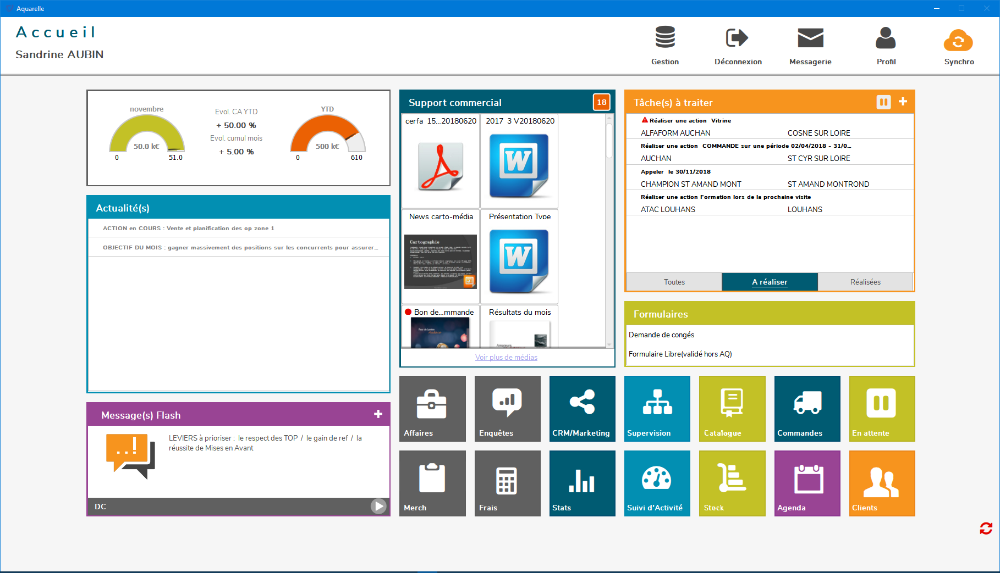 Aquarelle
Accueil
Sandrine AUBIN
Gestion
Déconnexion
Messagerie
Profil
Synchro
novembre
50.0 k€
0
51.0
Evol. CA YTD
+ 50.00 %
Evol. cumul mois
+ 5.00 %
YTD
500 k€
0
610
Actualité(s)
ACTION en COURS : Vente et planification des op zone 1
OBJECTIF DU MOIS : gagner massivement des positions sur les concurrents pour assurer...
Message(s) Flash
LEVIERS à prioriser : le respect des TOP / le gain de ref / la
réussite de Mises en Avant
DC
Support commercial
18
cerfa 15...20180620
2017 3 V20180620
News carto-média
Présentation Type
Cartographie
Bon de...mmande
Résultats du mois
Voir plus de médias
Tâche(s) à traiter
Réaliser une action Vitrine
ALFAFORM AUCHAN COSNE SUR LOIRE
Réaliser une action COMMANDE sur une période 02/04/2018 - 31/0...
AUCHAN ST CYR SUR LOIRE
Appeler le 30/11/2018
CHAMPION ST AMAND MONT ST AMAND MONTROND
Réaliser une action Formation lors de la prochaine visite
ATAC LOUHANS LOUHANS
Toutes
A réaliser
Réalisées
Formulaires
Demande de congés
Formulaire Libre(validé hors AQ)
Affaires
Enquêtes
CRM/Marketing
Supervision
Catalogue
Commandes
En attente
Merch
Frais
Stats
Suivi d'Activité
Stock
Agenda
Clients